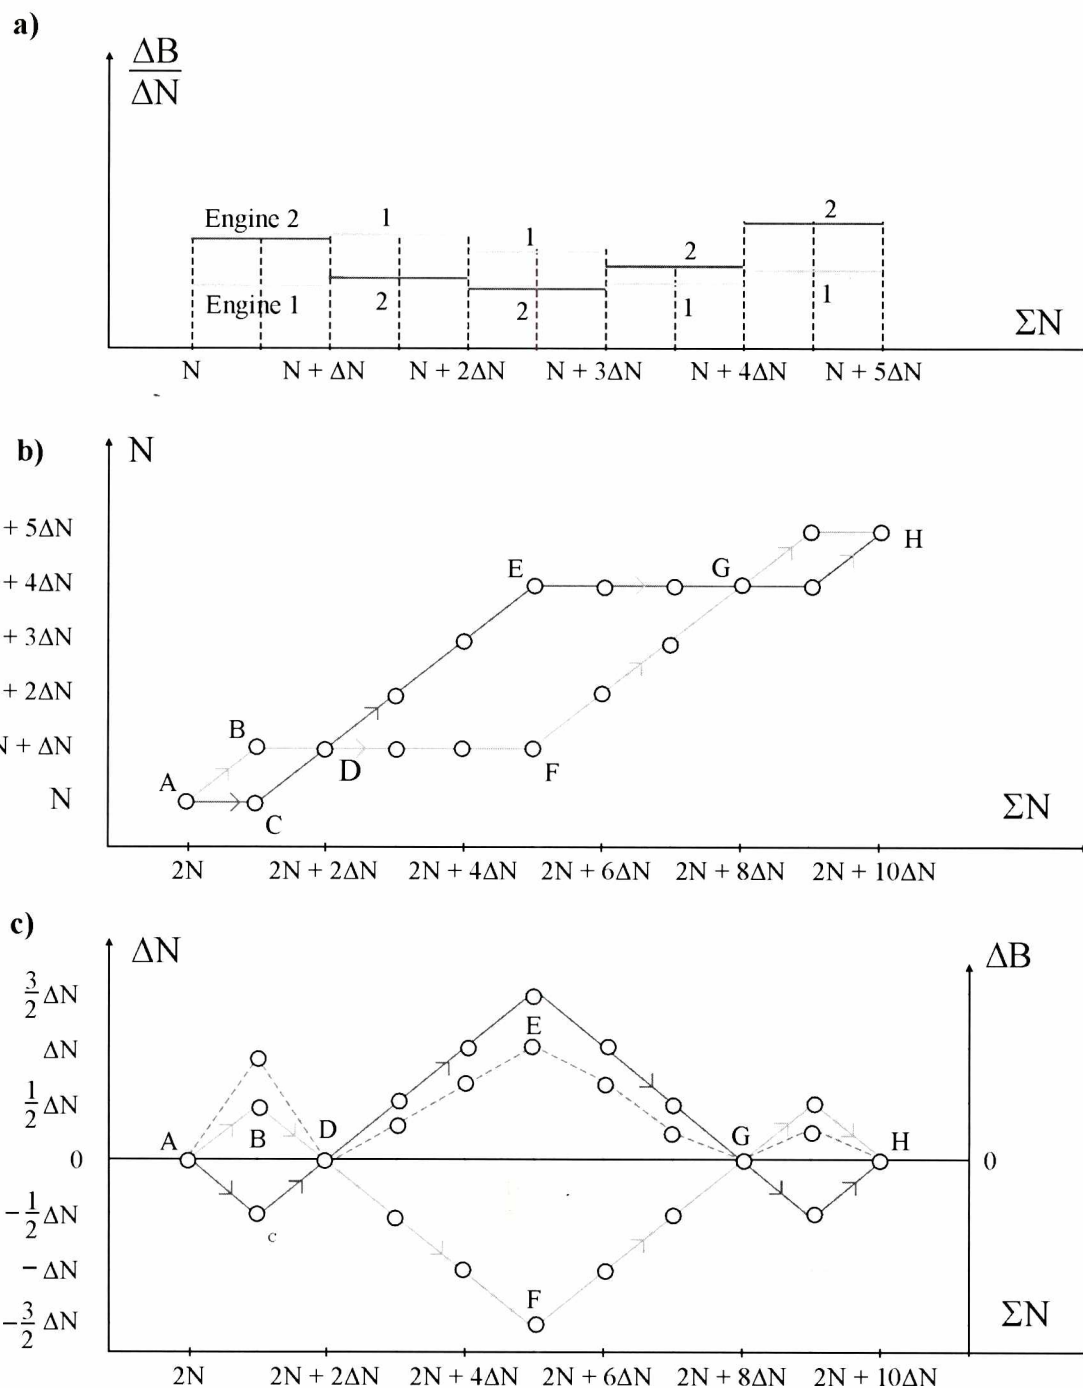 a)
ΔB
ΔN
Engine 2
1
1
2
2
Engine 1
2
2
1
1
ΣN
N
N + ΔN
N + 2ΔN
N + 3ΔN
N + 4ΔN
N + 5ΔN
b)
N
+ 5ΔN
+ 4ΔN
+ 3ΔN
+ 2ΔN
N + ΔN
N
A
B
C
D
E
F
G
H
ΣN
2N
2N + 2ΔN
2N + 4ΔN
2N + 6ΔN
2N + 8ΔN
2N + 10ΔN
c)
ΔN
ΔB
3/2 ΔN
ΔN
1/2 ΔN
0
-1/2 ΔN
- ΔN
-3/2 ΔN
A
B
c
D
E
F
G
H
0
ΣN
2N
2N + 2ΔN
2N + 4ΔN
2N + 6ΔN
2N + 8ΔN
2N + 10ΔN